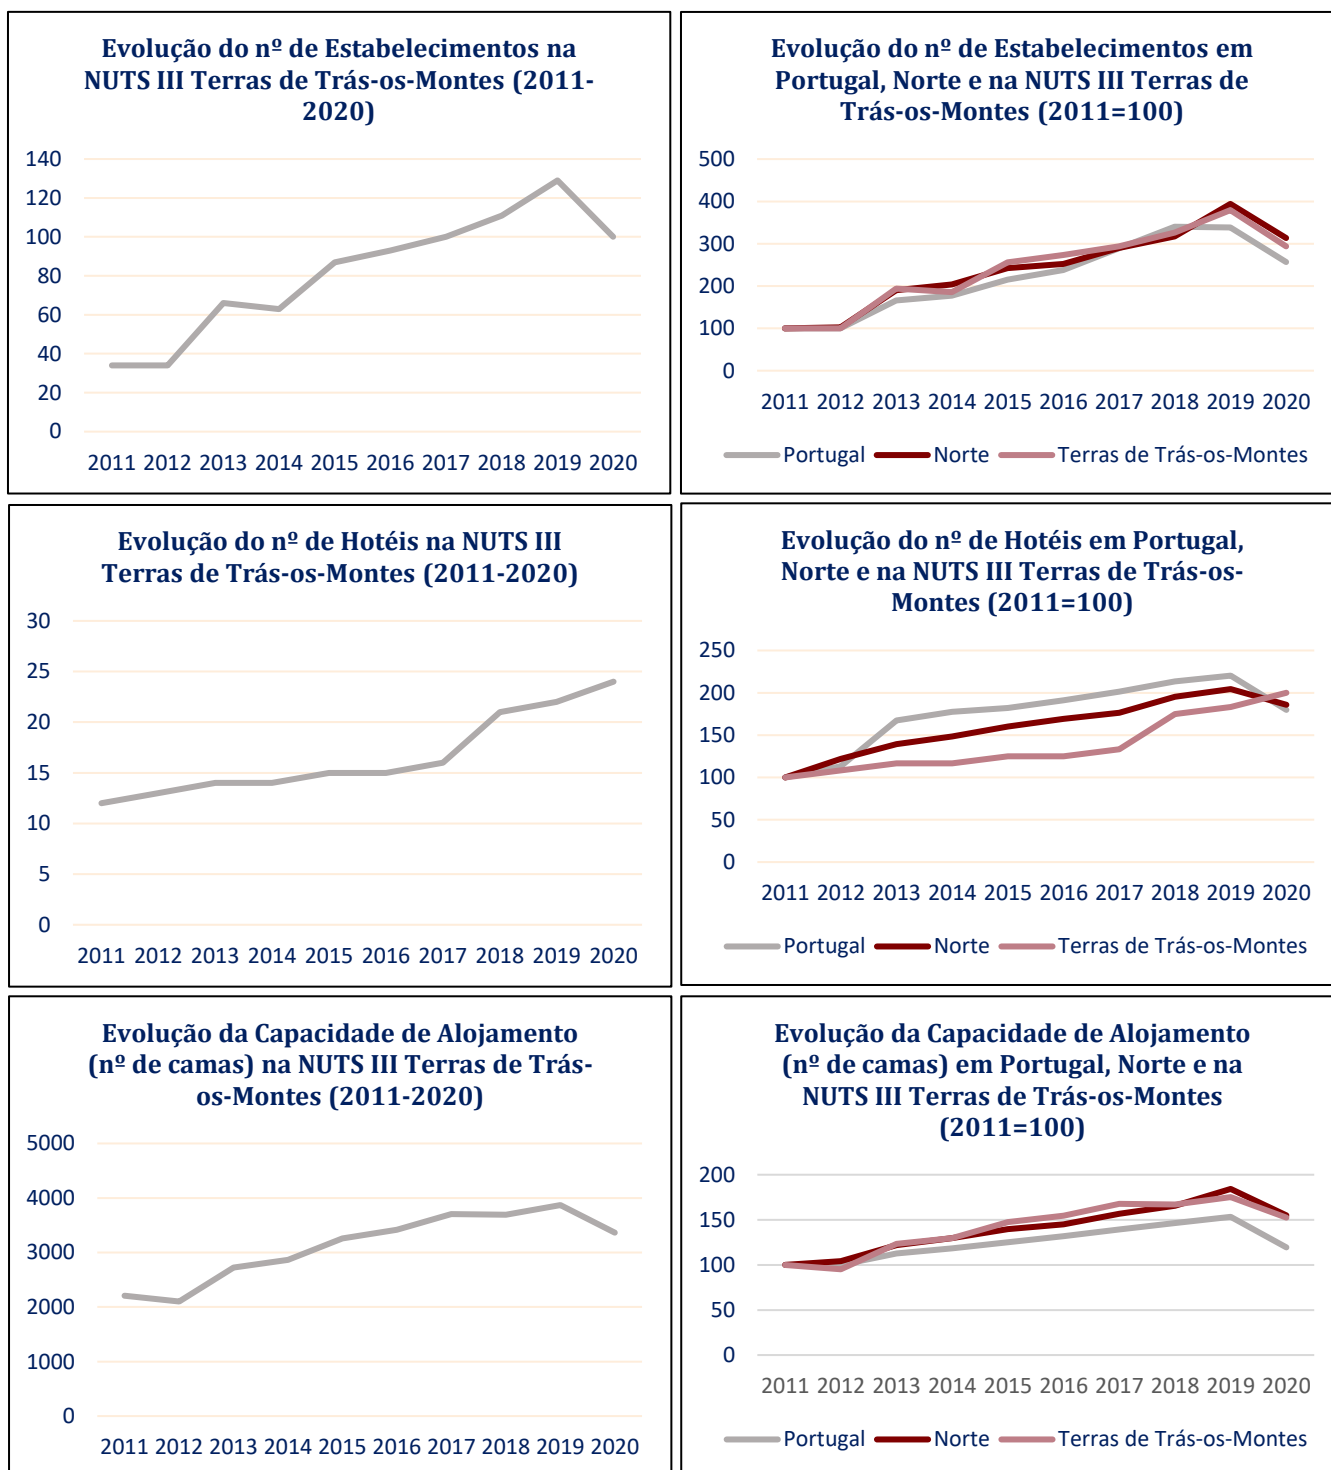 Evolução do nº de Estabelecimentos na
NUTS III Terras de Trás-os-Montes (2011-
2020)
140
120
100
80
60
40
20
0
2011 2012 2013 2014 2015 2016 2017 2018 2019 2020
Evolução do nº de Estabelecimentos em
Portugal, Norte e na NUTS III Terras de
Trás-os-Montes (2011=100)
500
400
300
200
100
0
2011 2012 2013 2014 2015 2016 2017 2018 2019 2020
Portugal Norte Terras de Trás-os-Montes
Evolução do nº de Hotéis na NUTS III
Terras de Trás-os-Montes (2011-2020)
30
25
20
15
10
5
0
2011 2012 2013 2014 2015 2016 2017 2018 2019 2020
Evolução do nº de Hotéis em Portugal,
Norte e na NUTS III Terras de Trás-os-
Montes (2011=100)
250
200
150
100
50
0
2011 2012 2013 2014 2015 2016 2017 2018 2019 2020
Portugal Norte Terras de Trás-os-Montes
Evolução da Capacidade de Alojamento
(nº de camas) na NUTS III Terras de Trás-
os-Montes (2011-2020)
5000
4000
3000
2000
1000
0
2011 2012 2013 2014 2015 2016 2017 2018 2019 2020
Evolução da Capacidade de Alojamento
(nº de camas) em Portugal, Norte e na
NUTS III Terras de Trás-os-Montes
(2011=100)
200
150
100
50
0
2011 2012 2013 2014 2015 2016 2017 2018 2019 2020
Portugal Norte Terras de Trás-os-Montes